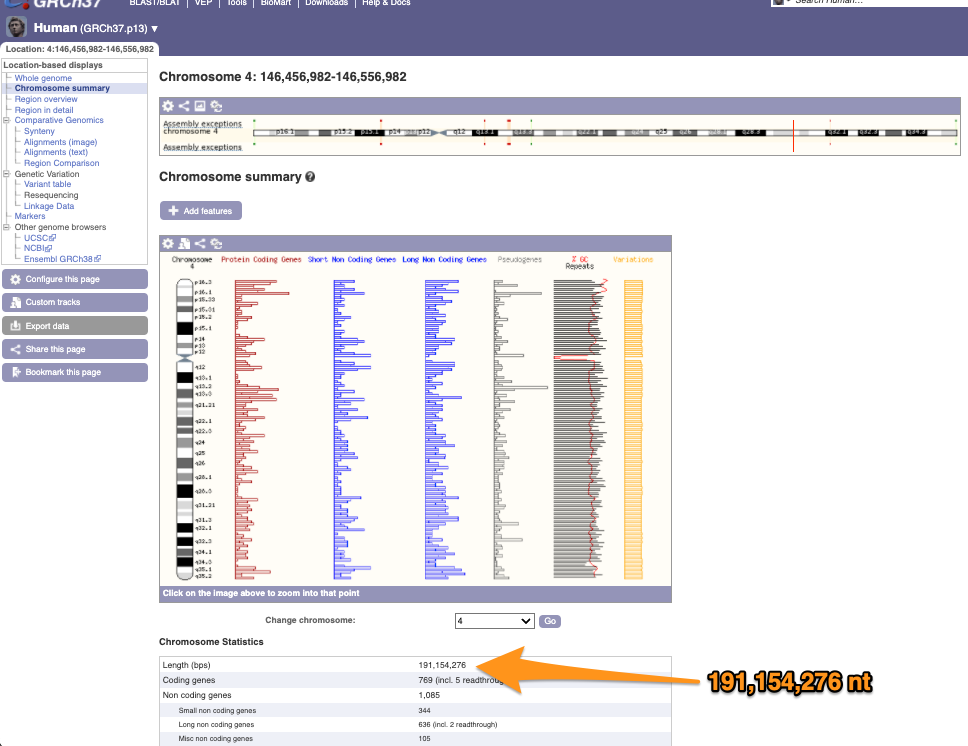 GRCh37
BLAST/BLAT | VEP | Tools | BioMart | Downloads | Help & Docs
Search Human...
Human (GRCh37.p13) ▼
Location: 4:146,456,982-146,556,982
Location-based displays
Whole genome
Chromosome summary
Region overview
Region in detail
Comparative Genomics
Synteny
Alignments (image)
Alignments (text)
Region Comparison
Genetic Variation
Variant table
Resequencing
Linkage Data
Markers
Other genome browsers
UCSC
NCBI
Ensembl GRCh38
Configure this page
Custom tracks
Export data
Share this page
Bookmark this page
Chromosome 4: 146,456,982-146,556,982
Assembly exceptions
chromosome 4
p16.1 p15.2 p15.1 p14 p12 q12 q13.1 q22.1 q24 q25 q26 q28.3 q32.1 q32.3 q34.3
Assembly exceptions
Chromosome summary
Add features
Chromosome 4
Protein Coding Genes
Short Non Coding Genes
Long Non Coding Genes
Pseudogenes
% GC
Repeats
Variations
p16.3
p16.1
p15.33
p15.31
p15.2
p15.1
p14
p13
p12
q12
q13.1
q13.2
q21.21
q22.1
q22.3
q24
q25
q26
q28.1
q28.3
q31.21
q31.3
q32.1
q32.3
q34.1
q34.3
q35.1
q35.2
Click on the image above to zoom into that point
Change chromosome:
4
Go
Chromosome Statistics
Length (bps) 191,154,276
Coding genes 769 (incl. 5 readthroug
Non coding genes 1,085
Small non coding genes 344
Long non coding genes 636 (incl. 2 readthrough)
Misc non coding genes 105
191,154,276 nt